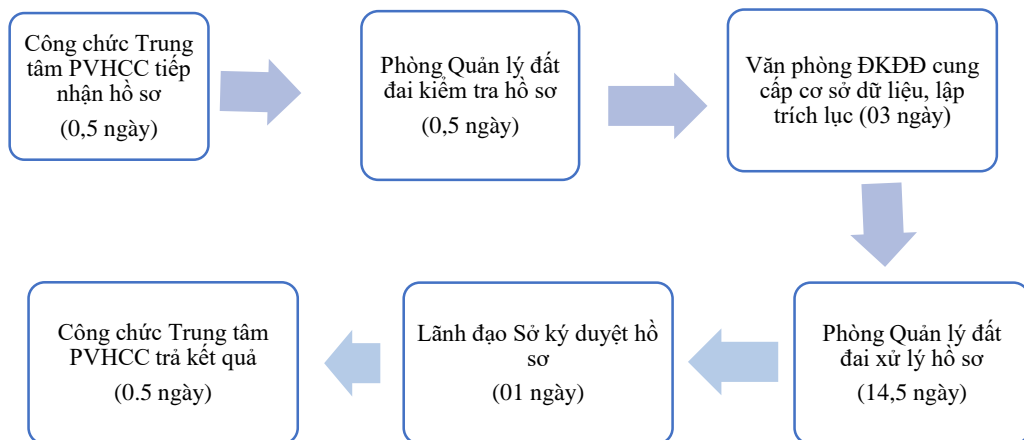 Công chức Trung
tâm PVHCC tiếp
nhận hồ sơ
(0,5 ngày)
Phòng Quản lý đất
đai kiểm tra hồ sơ
(0,5 ngày)
Văn phòng ĐKĐĐ cung
cấp cơ sở dữ liệu, lập
trích lục (03 ngày)
Phòng Quản lý đất
đai xử lý hồ sơ
(14,5 ngày)
Lãnh đạo Sở ký duyệt hồ
sơ
(01 ngày)
Công chức Trung tâm
PVHCC trả kết quả
(0.5 ngày)